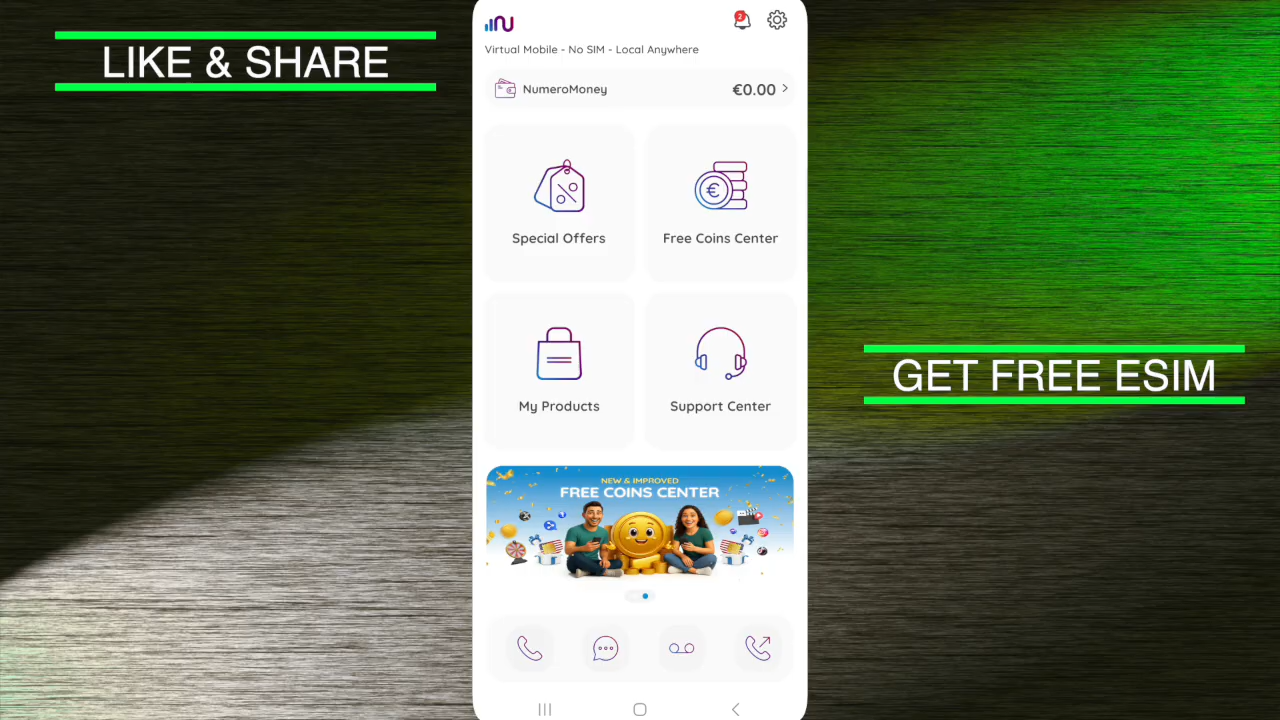 LIKE & SHARE
2
Virtual Mobile - No SIM - Local Anywhere
NumeroMoney
€0.00
Special Offers
Free Coins Center
My Products
Support Center
GET FREE ESIM
NEW & IMPROVED
FREE COINS CENTER